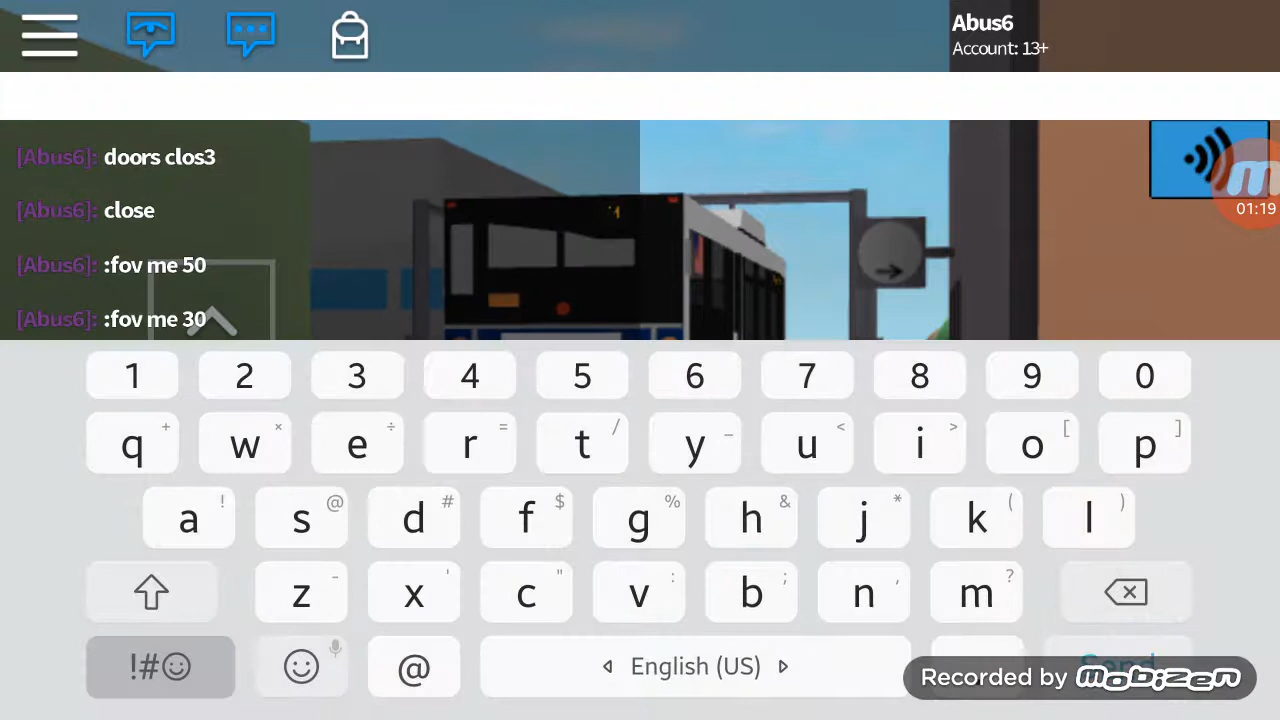 Abus6
Account: 13+
[Abus6]: doors clos3
[Abus6]: close
[Abus6]: :fov me 50
[Abus6]: :fov me 30
01:19
1 2 3 4 5 6 7 8 9 0
q + w × e ÷ r = t / y _ u < i > o [ p ]
a ! s @ d # f $ g % h & j * k ( l )
z - x ' c " v : b ; n , m ?
!#☺ @ English (US) Send
Recorded by mobizen